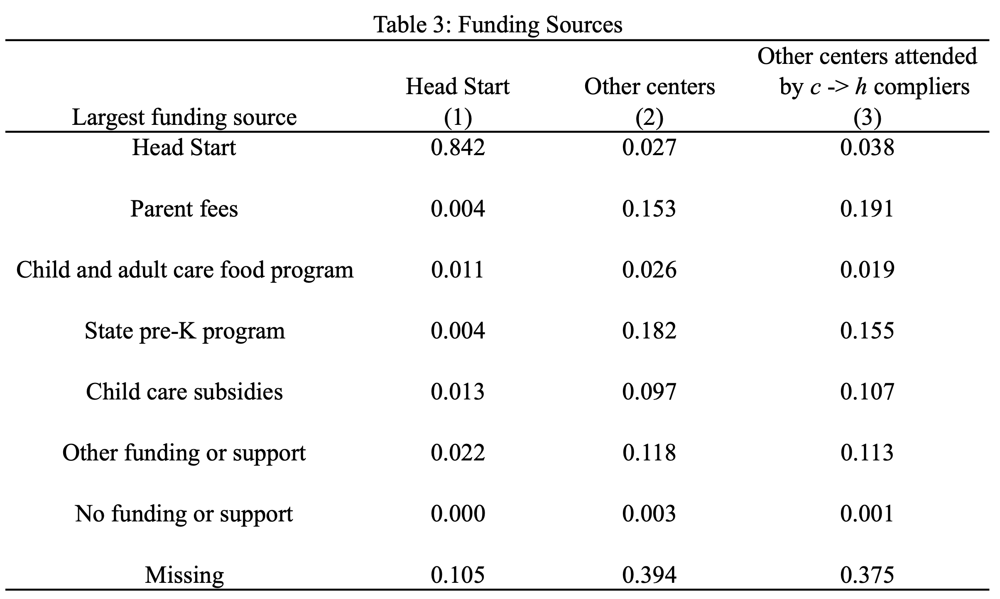 Table 3: Funding Sources
Other centers attended
Head Start Other centers by c -> h compliers
Largest funding source (1) (2) (3)
Head Start 0.842 0.027 0.038
Parent fees 0.004 0.153 0.191
Child and adult care food program 0.011 0.026 0.019
State pre-K program 0.004 0.182 0.155
Child care subsidies 0.013 0.097 0.107
Other funding or support 0.022 0.118 0.113
No funding or support 0.000 0.003 0.001
Missing 0.105 0.394 0.375